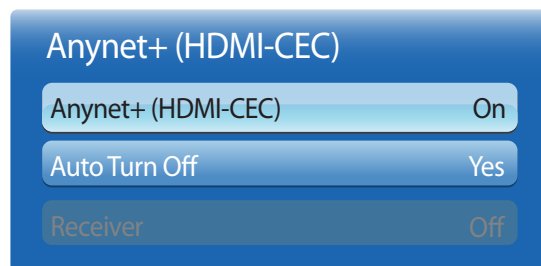 Anynet+ (HDMI-CEC)
Anynet+ (HDMI-CEC) On
Auto Turn Off Yes
Receiver Off